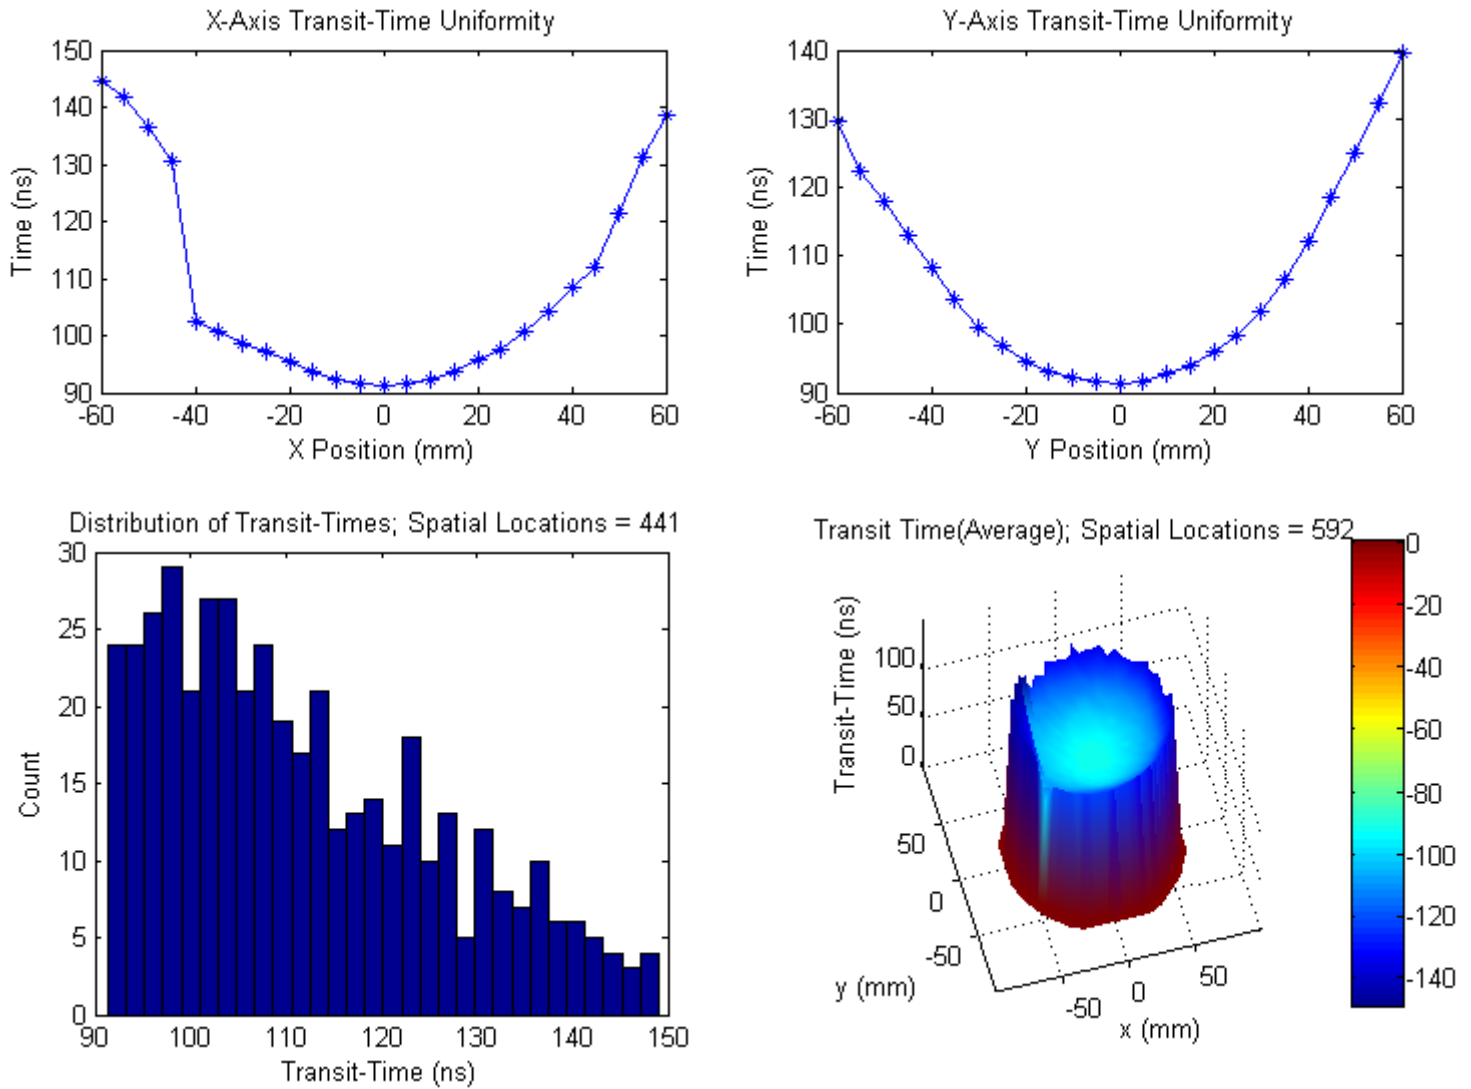 X-Axis Transit-Time Uniformity
150
140
130
120
110
100
90
Time (ns)
-60 -40 -20 0 20 40 60
X Position (mm)
Y-Axis Transit-Time Uniformity
140
130
120
110
100
90
Time (ns)
-60 -40 -20 0 20 40 60
Y Position (mm)
Distribution of Transit-Times; Spatial Locations = 441
30
25
20
15
10
5
0
Count
90 100 110 120 130 140 150
Transit-Time (ns)
Transit Time(Average); Spatial Locations = 592
Transit-Time (ns)
100
50
0
50
0
-50
y (mm)
-50 0 50
x (mm)
0
-20
-40
-60
-80
-100
-120
-140